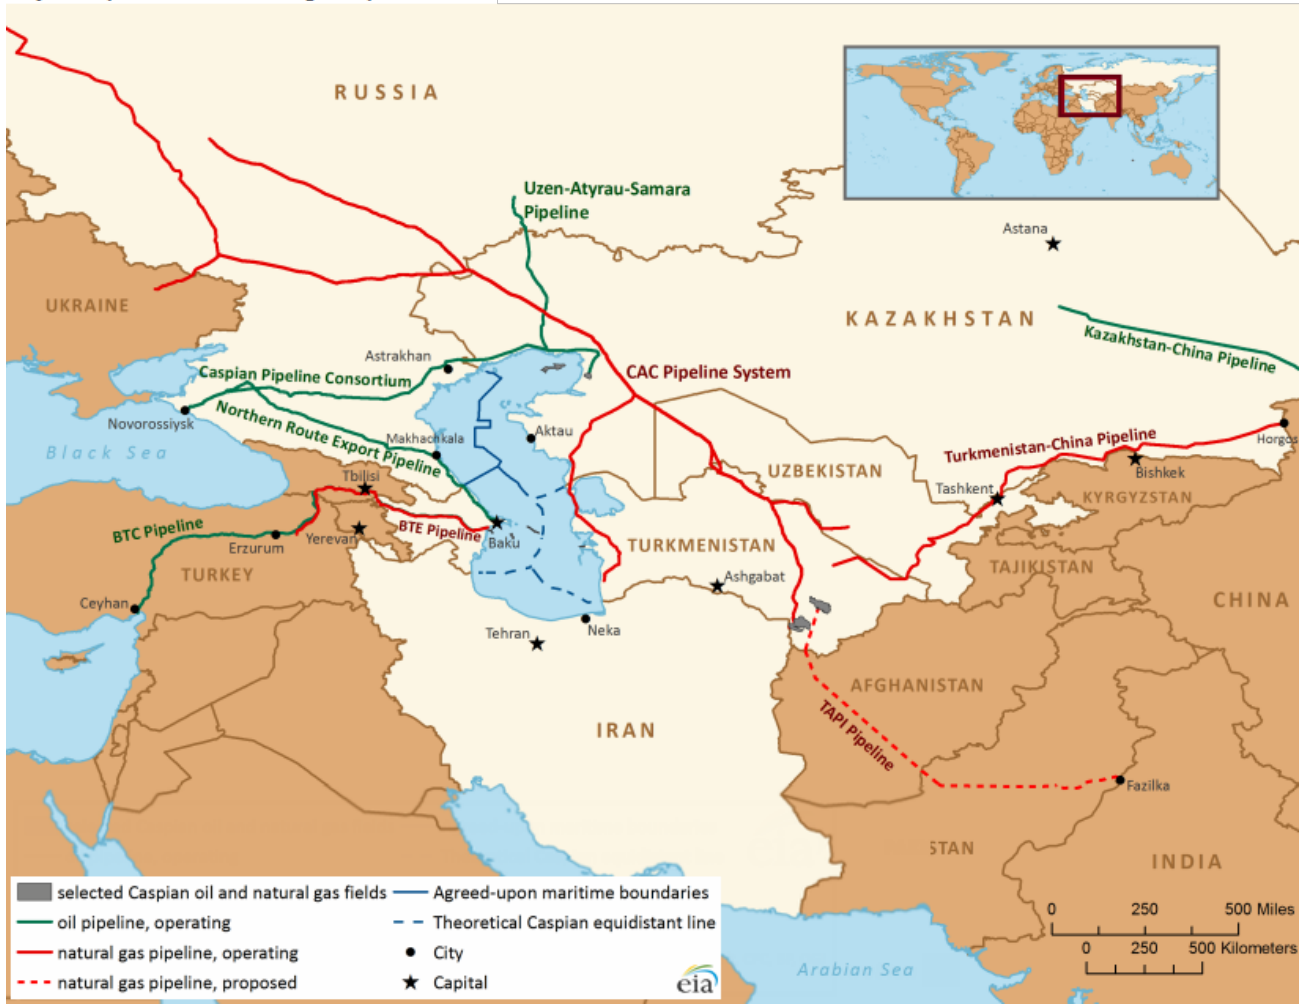 RUSSIA
Uzen-Atyrau-Samara
Pipeline
Astana
UKRAINE
KAZAKHSTAN
Kazakhstan-China Pipeline
Astrakhan
Caspian Pipeline Consortium
CAC Pipeline System
Novorossiysk
Northern Route Export Pipeline
Makhachkala
Aktau
Black Sea
UZBEKISTAN
Turkmenistan-China Pipeline
Horgos
Bishkek
Tbilisi
Tashkent
KYRGYZSTAN
BTC Pipeline
Erzurum
Yerevan
BTE Pipeline
Baku
TURKMENISTAN
TURKEY
Ashgabat
TAJIKISTAN
CHINA
Ceyhan
Tehran
Neka
AFGHANISTAN
IRAN
TAPI Pipeline
Fazilka
STAN
INDIA
selected Caspian oil and natural gas fields
Agreed-upon maritime boundaries
oil pipeline, operating
Theoretical Caspian equidistant line
natural gas pipeline, operating
City
natural gas pipeline, proposed
Capital
eia
Arabian Sea
0 250 500 Miles
0 250 500 Kilometers